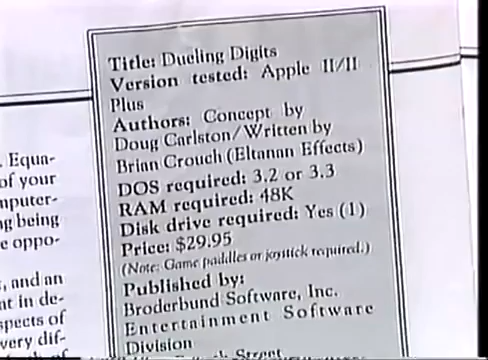 Title: Dueling Digits
Version tested: Apple II/II
Plus
Authors: Concept by
Doug Carlston/Written by
Brian Crouch (Eltanan Effects)
DOS required: 3.2 or 3.3
RAM required: 48K
Disk drive required: Yes (1)
Price: $29.95
(Note: Game paddles or joystick required.)
Published by:
Broderbund Software, Inc.
Entertainment Software
Division
Street
. Equa-
of your
mputer-
ng being
e oppo-
, and an
at in de-
spects of
very dif-